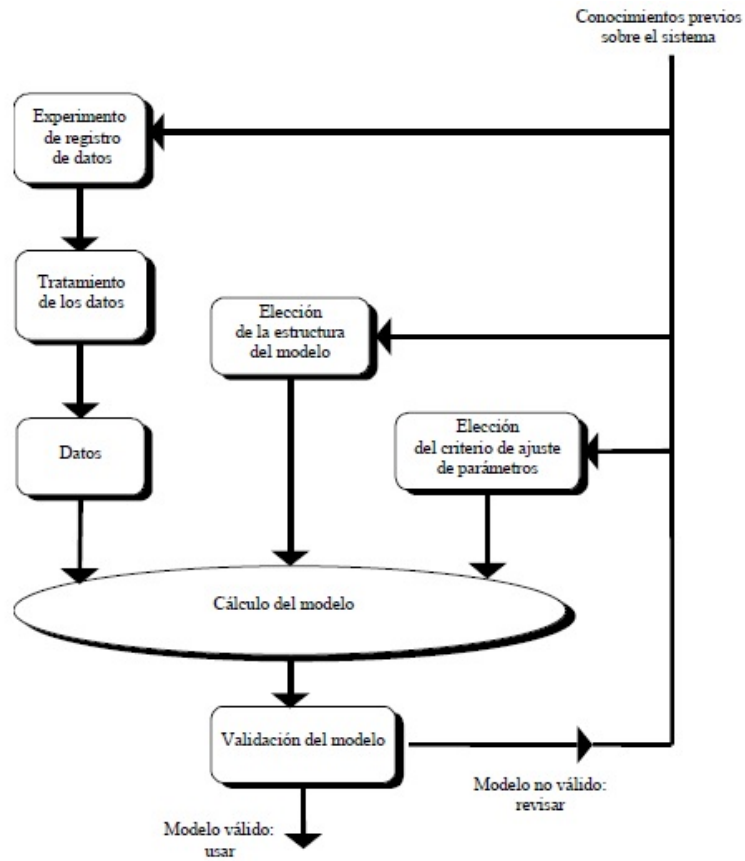 Conocimientos previos
sobre el sistema
Experimento
de registro
de datos
Tratamiento
de los datos
Elección
de la estructura
del modelo
Elección
del criterio de ajuste
de parámetros
Datos
Cálculo del modelo
Validación del modelo
Modelo no válido:
revisar
Modelo válido:
usar